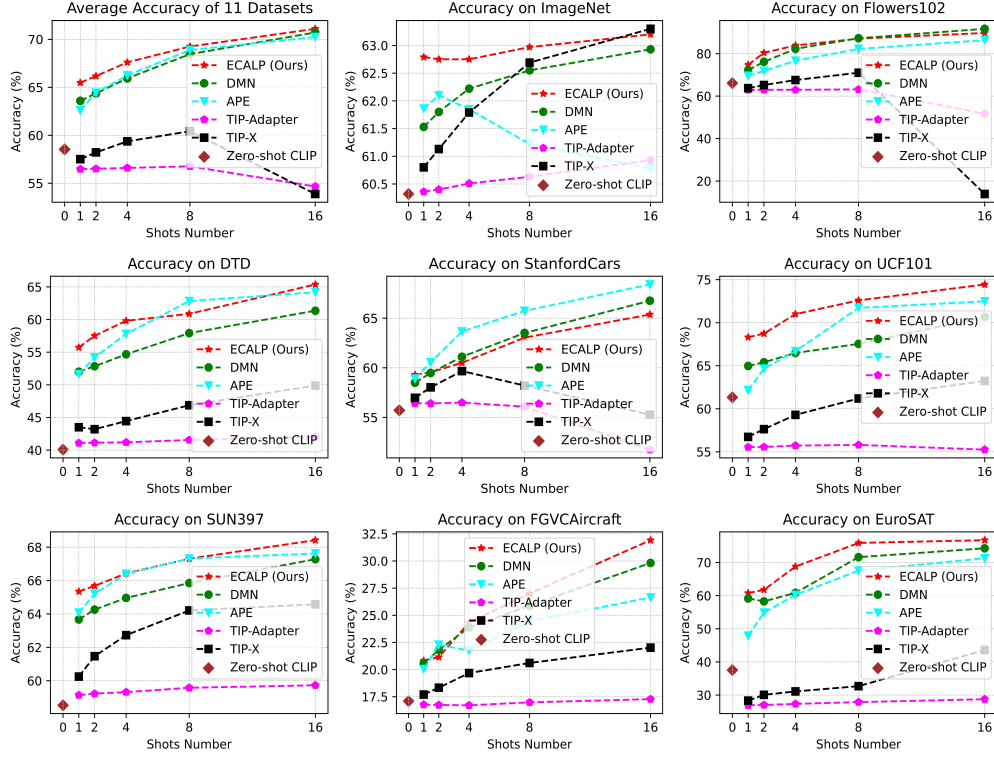 Average Accuracy of 11 Datasets
Accuracy (%)
70
65
60
55
0 1 2 4 8 16
Shots Number
ECALP (Ours)
DMN
APE
TIP-Adapter
TIP-X
Zero-shot CLIP
Accuracy on ImageNet
Accuracy (%)
63.0
62.5
62.0
61.5
61.0
60.5
0 1 2 4 8 16
Shots Number
ECALP (Ours)
DMN
APE
TIP-Adapter
TIP-X
Zero-shot CLIP
Accuracy on Flowers102
Accuracy (%)
80
60
40
20
0 1 2 4 8 16
Shots Number
ECALP (Ours)
DMN
APE
TIP-Adapter
TIP-X
Zero-shot CLIP
Accuracy on DTD
Accuracy (%)
65
60
55
50
45
40
0 1 2 4 8 16
Shots Number
ECALP (Ours)
DMN
APE
TIP-Adapter
TIP-X
Zero-shot CLIP
Accuracy on StanfordCars
Accuracy (%)
65
60
55
0 1 2 4 8 16
Shots Number
ECALP (Ours)
DMN
APE
TIP-Adapter
TIP-X
Zero-shot CLIP
Accuracy on UCF101
Accuracy (%)
75
70
65
60
55
0 1 2 4 8 16
Shots Number
ECALP (Ours)
DMN
APE
TIP-Adapter
TIP-X
Zero-shot CLIP
Accuracy on SUN397
Accuracy (%)
68
66
64
62
60
0 1 2 4 8 16
Shots Number
ECALP (Ours)
DMN
APE
TIP-Adapter
TIP-X
Zero-shot CLIP
Accuracy on FGVCAircraft
Accuracy (%)
32.5
30.0
27.5
25.0
22.5
20.0
17.5
0 1 2 4 8 16
Shots Number
ECALP (Ours)
DMN
APE
TIP-Adapter
TIP-X
Zero-shot CLIP
Accuracy on EuroSAT
Accuracy (%)
70
60
50
40
30
0 1 2 4 8 16
Shots Number
ECALP (Ours)
DMN
APE
TIP-Adapter
TIP-X
Zero-shot CLIP